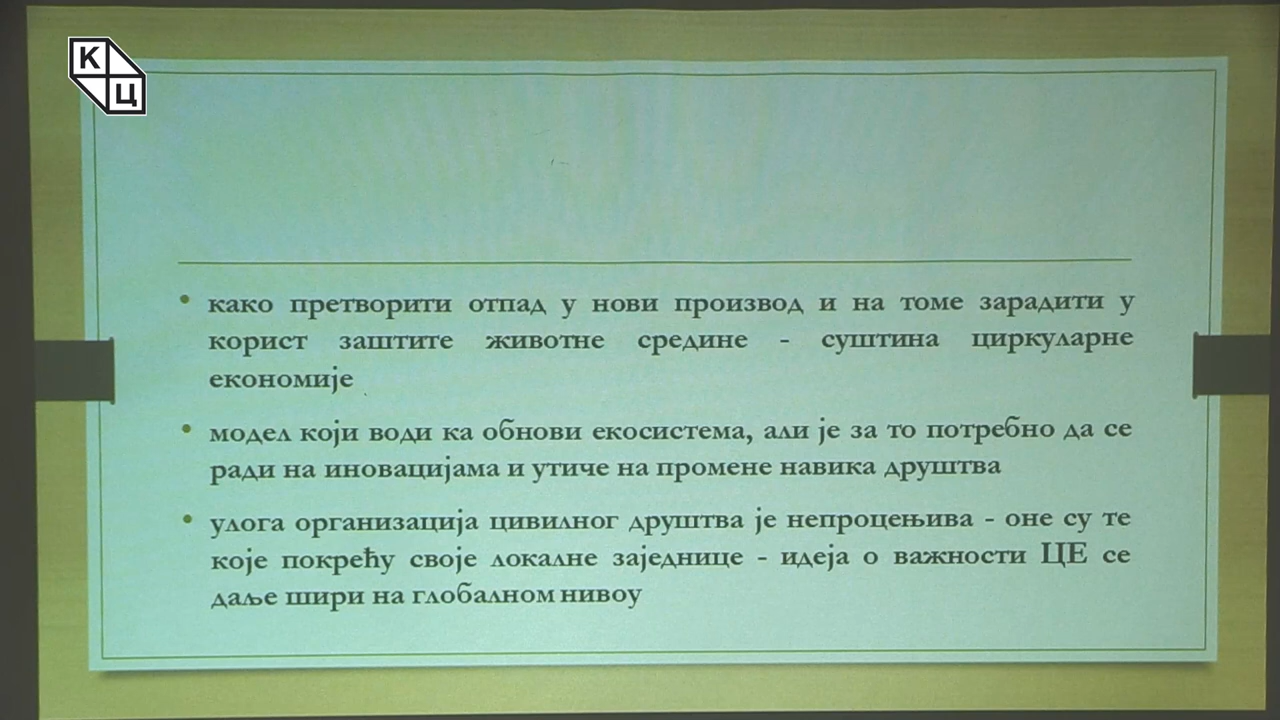 К
Ц
• како претворити отпад у нови производ и на томе зарадити у
корист заштите животне средине - суштина циркуларне
економије
• модел који води ка обнови екосистема, али је за то потребно да се
ради на иновацијама и утиче на промене навика друштва
• улога организација цивилног друштва је непроцењива - оне су те
које покрећу своје локалне заједнице - идеја о важности ЦЕ се
даље шири на глобалном нивоу